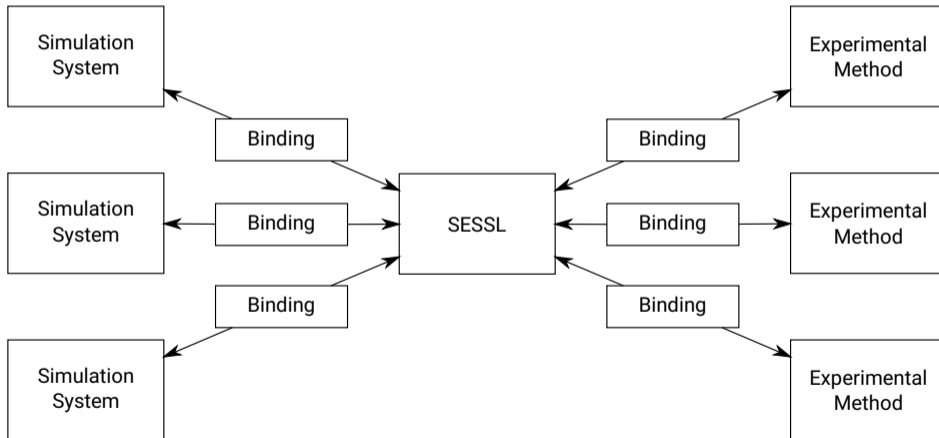 Simulation
System
Experimental
Method
Binding
Binding
Simulation
System
Binding
SESSL
Binding
Experimental
Method
Binding
Binding
Simulation
System
Experimental
Method